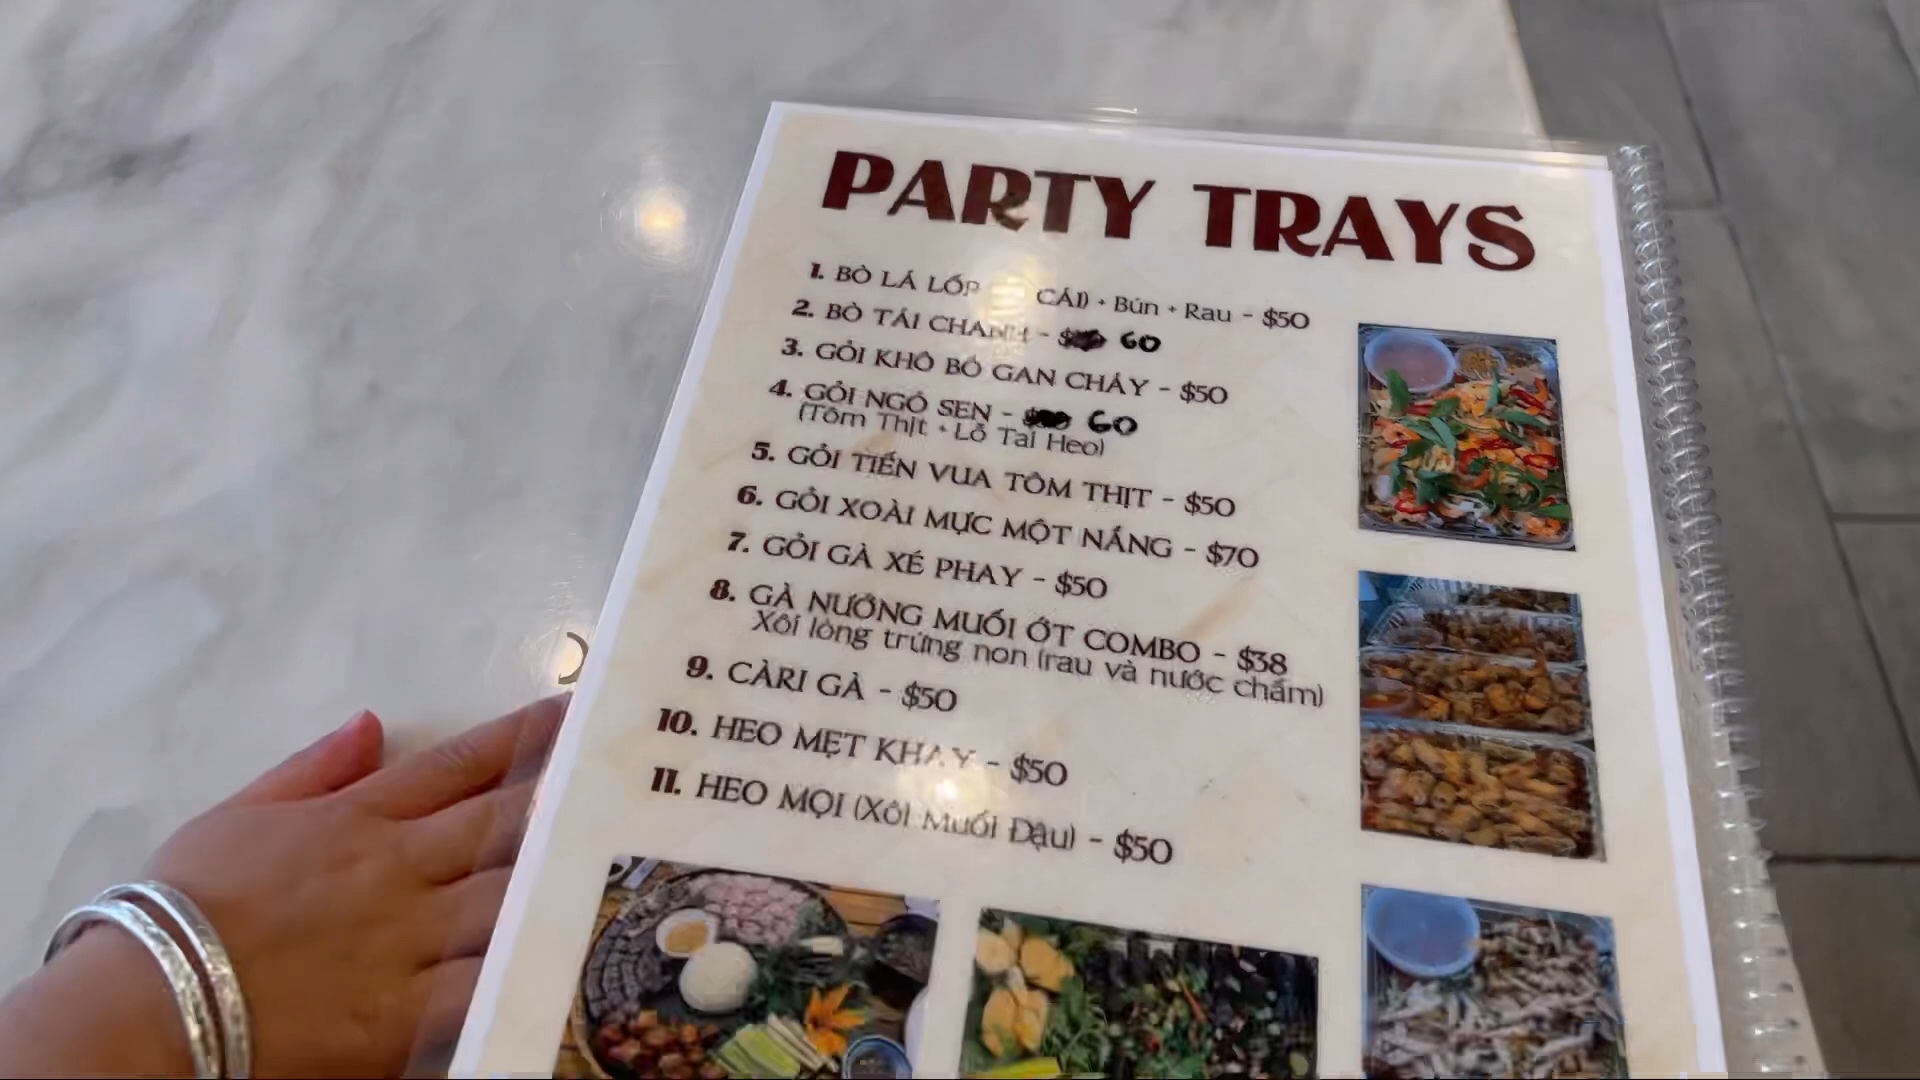 PARTY TRAYS
1. BÒ LÁ LỐP CÁI) + Bún + Rau - $50
2. BÒ TÁI CHANH - 60
3. GỎI KHÔ BÒ GAN CHÁY - $50
4. GỎI NGÓ SEN - 60
(Tôm Thịt + Lỗ Tai Heo)
5. GỎI TIẾN VUA TÔM THỊT - $50
6. GỎI XOÀI MỰC MỘT NẮNG - $70
7. GỎI GÀ XÉ PHAY - $50
8. GÀ NƯỚNG MUỐI ỚT COMBO - $38
Xôi lòng trứng non (rau và nước chấm)
9. CÀRI GÀ - $50
10. HEO MẸT KHAY - $50
11. HEO MỌI (Xôi Muối Đậu) - $50